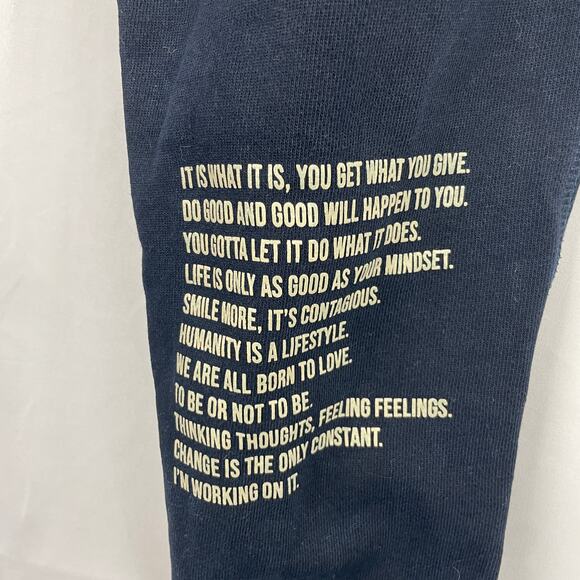 IT IS WHAT IT IS, YOU GET WHAT YOU GIVE.
DO GOOD AND GOOD WILL HAPPEN TO YOU.
YOU GOTTA LET IT DO WHAT IT DOES.
LIFE IS ONLY AS GOOD AS YOUR MINDSET.
SMILE MORE, IT'S CONTAGIOUS.
HUMANITY IS A LIFESTYLE.
WE ARE ALL BORN TO LOVE.
TO BE OR NOT TO BE.
THINKING THOUGHTS, FEELING FEELINGS.
CHANGE IS THE ONLY CONSTANT.
I'M WORKING ON IT.